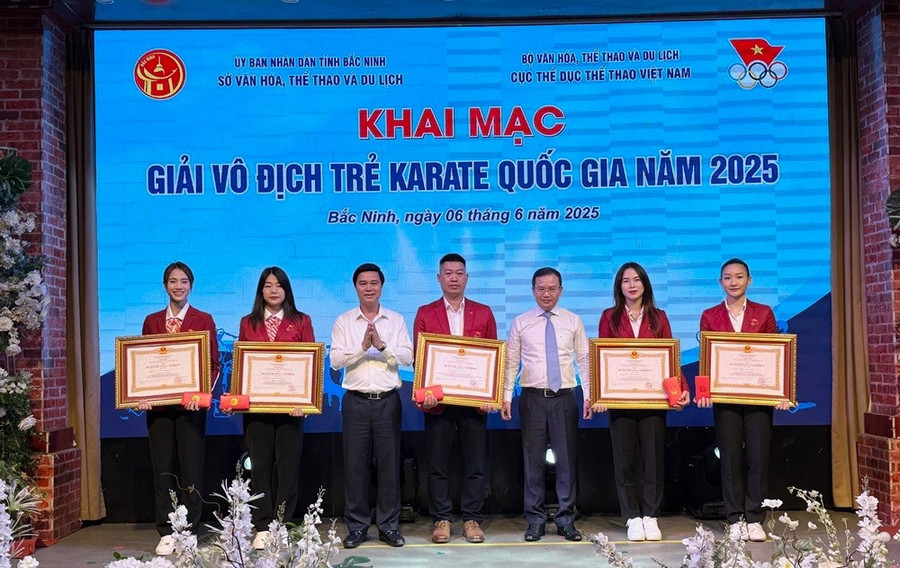 BẮC NINH
ỦY BAN NHÂN DÂN TỈNH BẮC NINH
SỞ VĂN HÓA, THỂ THAO VÀ DU LỊCH
BỘ VĂN HÓA, THỂ THAO VÀ DU LỊCH
CỤC THỂ DỤC THỂ THAO VIỆT NAM
KHAI MẠC
GIẢI VÔ ĐỊCH TRẺ KARATE QUỐC GIA NĂM 2025
Bắc Ninh, ngày 06 tháng 6 năm 2025